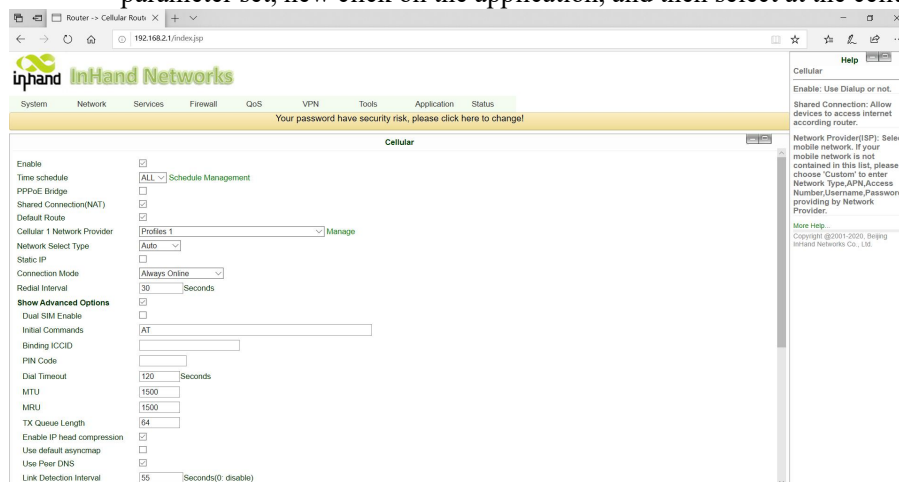 parameter set, now click on the application, and then select at the cell
Router -> Cellular Route
192.168.2.1/index.jsp
inhand InHand Networks
System Network Services Firewall QoS VPN Tools Application Status
Your password have security risk, please click here to change!
Cellular
Enable
Time schedule ALL Schedule Management
PPPoE Bridge
Shared Connection(NAT)
Default Route
Cellular 1 Network Provider Profiles 1 Manage
Network Select Type Auto
Static IP
Connection Mode Always Online
Redial Interval 30 Seconds
Show Advanced Options
Dual SIM Enable
Initial Commands AT
Binding ICCID
PIN Code
Dial Timeout 120 Seconds
MTU 1500
MRU 1500
TX Queue Length 64
Enable IP head compression
Use default asyncmap
Use Peer DNS
Link Detection Interval 55 Seconds(0: disable)
Help
Cellular
Enable: Use Dialup or not.
Shared Connection: Allow
devices to access internet
according router.
Network Provider(ISP): Sele
mobile network. If your
mobile network is not
contained in this list, please
choose 'Custom' to enter
Network Type,APN,Access
Number,Username,Password
providing by Network
Provider.
More Help...
Copyright @2001-2020, Beijing
InHand Networks Co., Ltd.